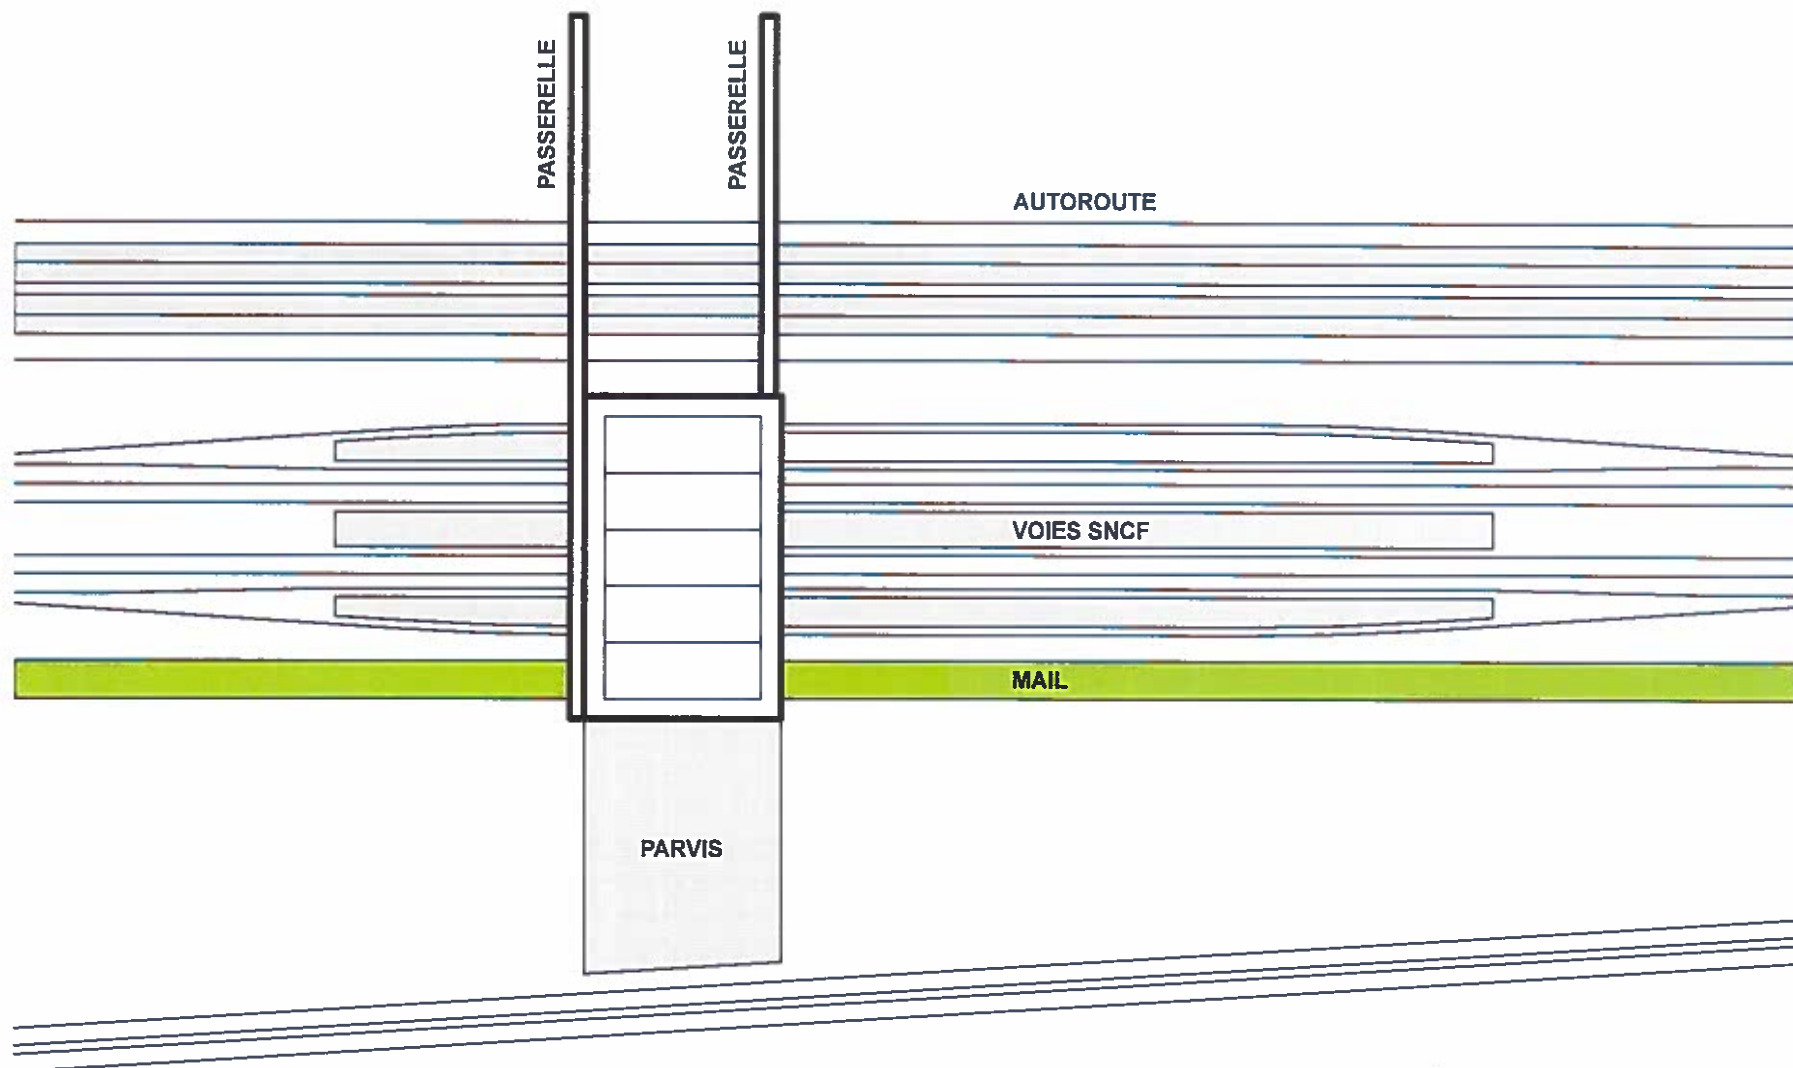 PASSERELLE
PASSERELLE
AUTOROUTE
VOIES SNCF
MAIL
PARVIS